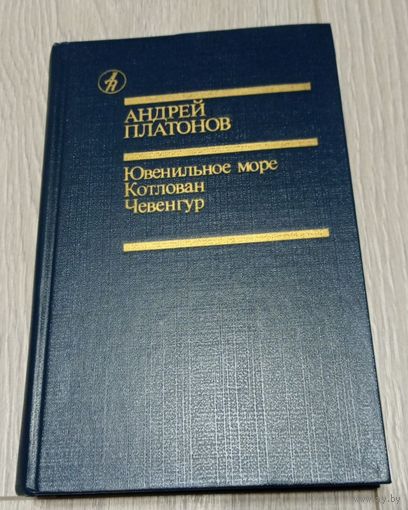 АНДРЕЙ
ПЛАТОНОВ
Ювенильное море
Котлован
Чевенгур